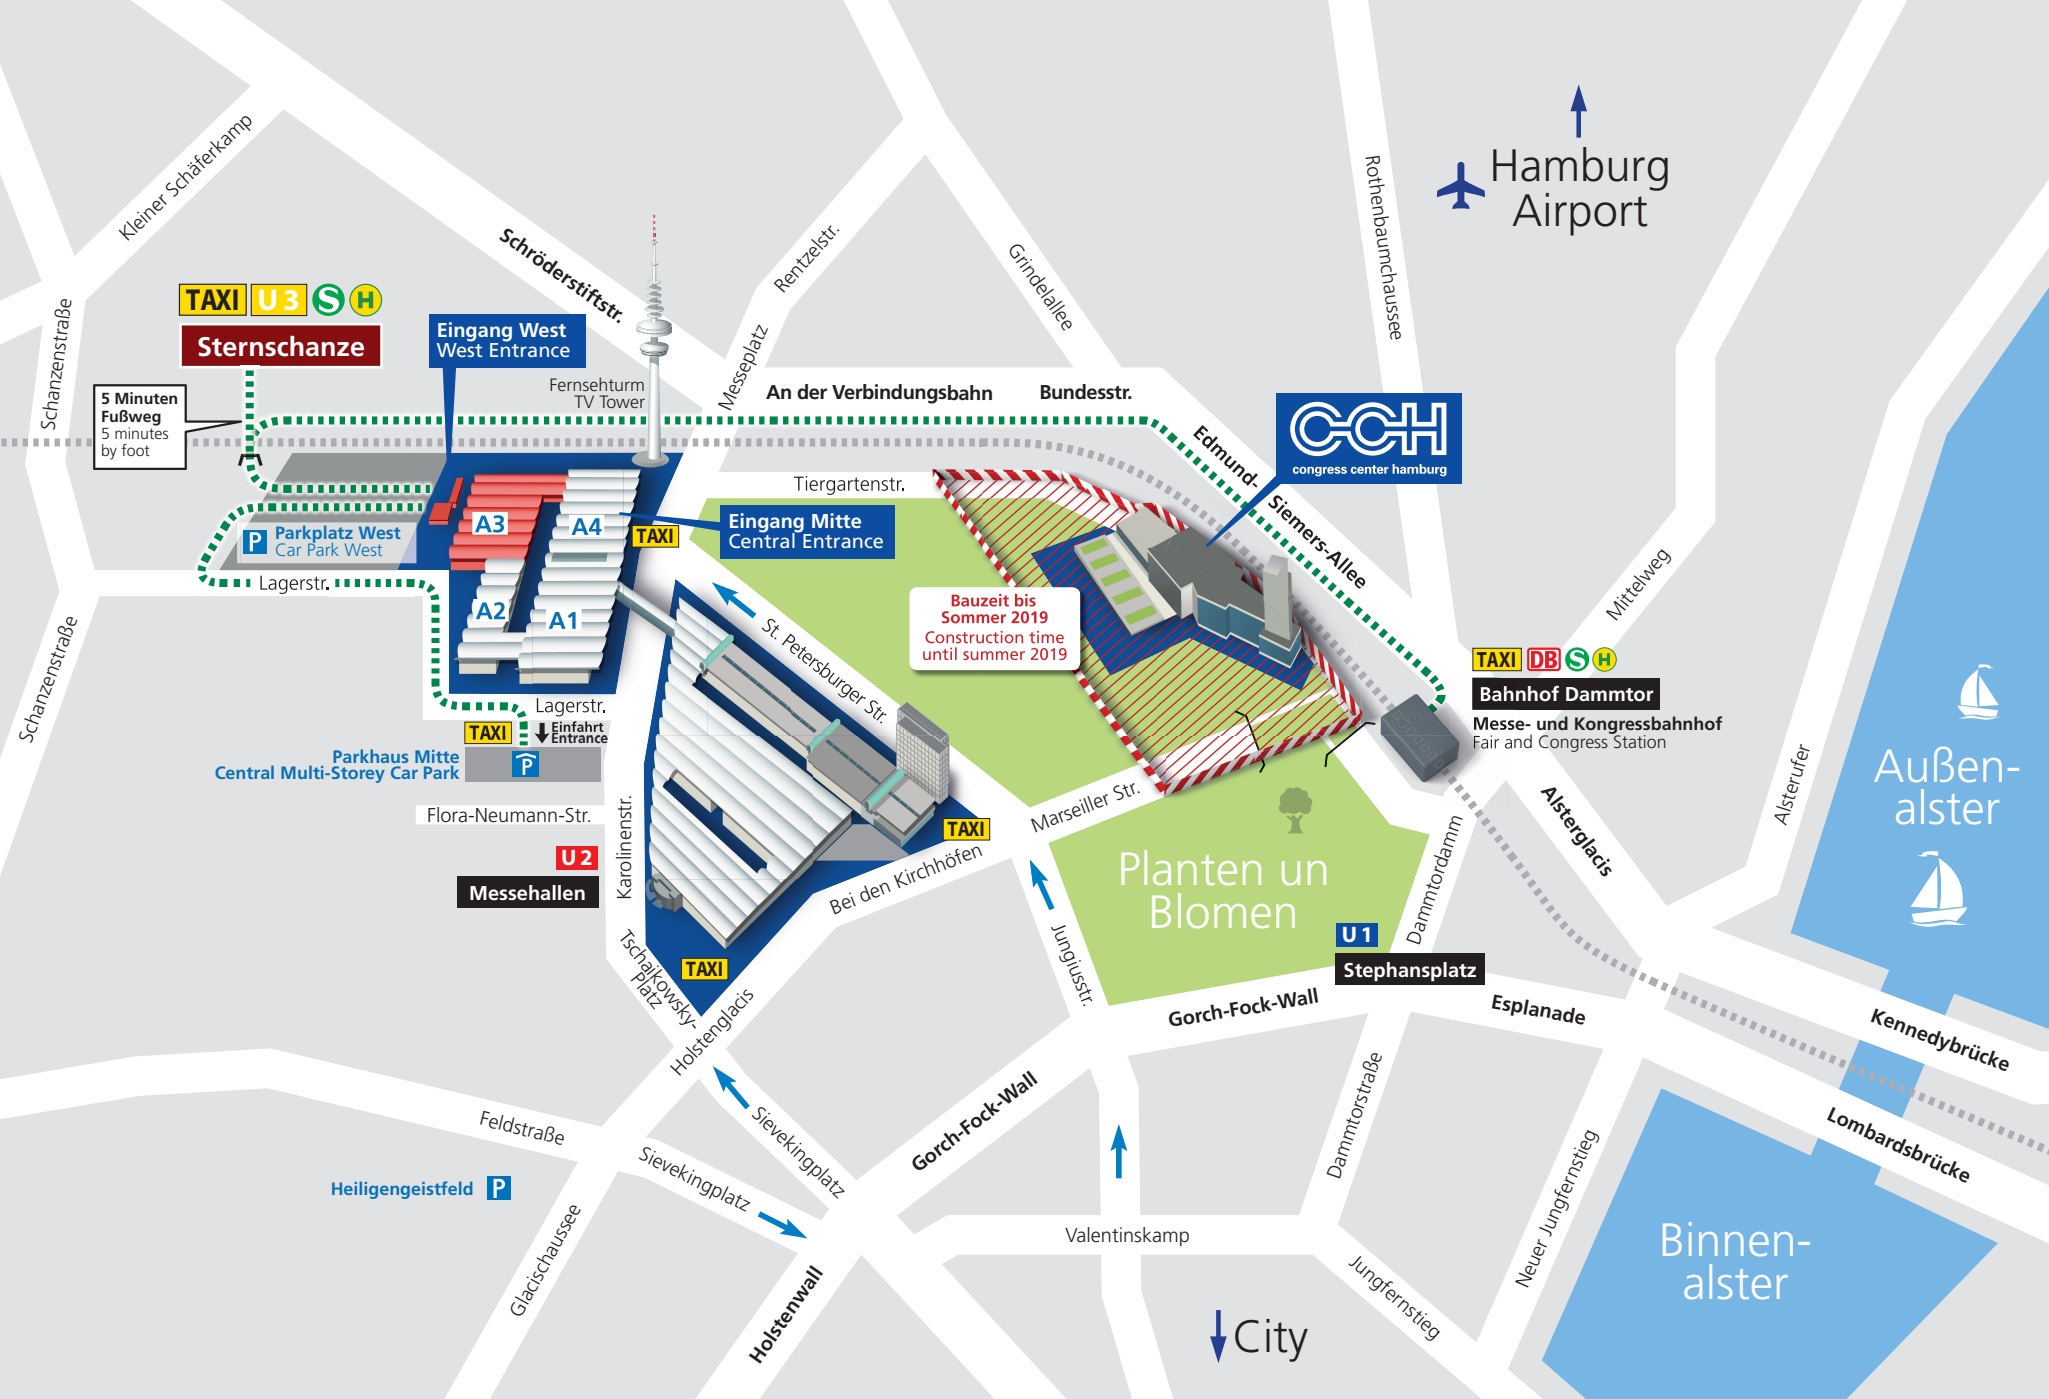 Hamburg
Airport
Kleiner Schäferkamp
Schröderstiftstr.
Rentzelstr.
Grindelallee
Rothenbaumchaussee
TAXI U3 S H
Sternschanze
Schanzenstraße
Eingang West
West Entrance
5 Minuten
Fußweg
5 minutes
by foot
Fernsehturm
TV Tower
Messeplatz
An der Verbindungsbahn
Bundesstr.
Edmund-
Siemers-Allee
CCH
congress center hamburg
Tiergartenstr.
A3
A4
A2
A1
Eingang Mitte
Central Entrance
TAXI
P
Parkplatz West
Car Park West
Lagerstr.
Schanzenstraße
St. Petersburger Str.
Bauzeit bis
Sommer 2019
Construction time
until summer 2019
Mittelweg
TAXI DB S H
Bahnhof Dammtor
Messe- und Kongressbahnhof
Fair and Congress Station
Lagerstr.
TAXI
Einfahrt
Entrance
Parkhaus Mitte
Central Multi-Storey Car Park
P
Flora-Neumann-Str.
U2
Messehallen
Karolinenstr.
TAXI
Bei den Kirchhöfen
Marseiller Str.
Planten un
Blomen
Dammtordamm
Alsterglacis
Alsterufer
Außen-
alster
U1
Stephansplatz
Tschaikowsky-
Platz
TAXI
Holstenglacis
Jungiusstr.
Gorch-Fock-Wall
Esplanade
Kennedybrücke
Lombardsbrücke
Feldstraße
Sievekingplatz
Sievekingplatz
Gorch-Fock-Wall
Dammtorstraße
Neuer Jungfernstieg
Heiligengeistfeld P
Glacischaussee
Holstenwall
Valentinskamp
Jungfernstieg
Binnen-
alster
City